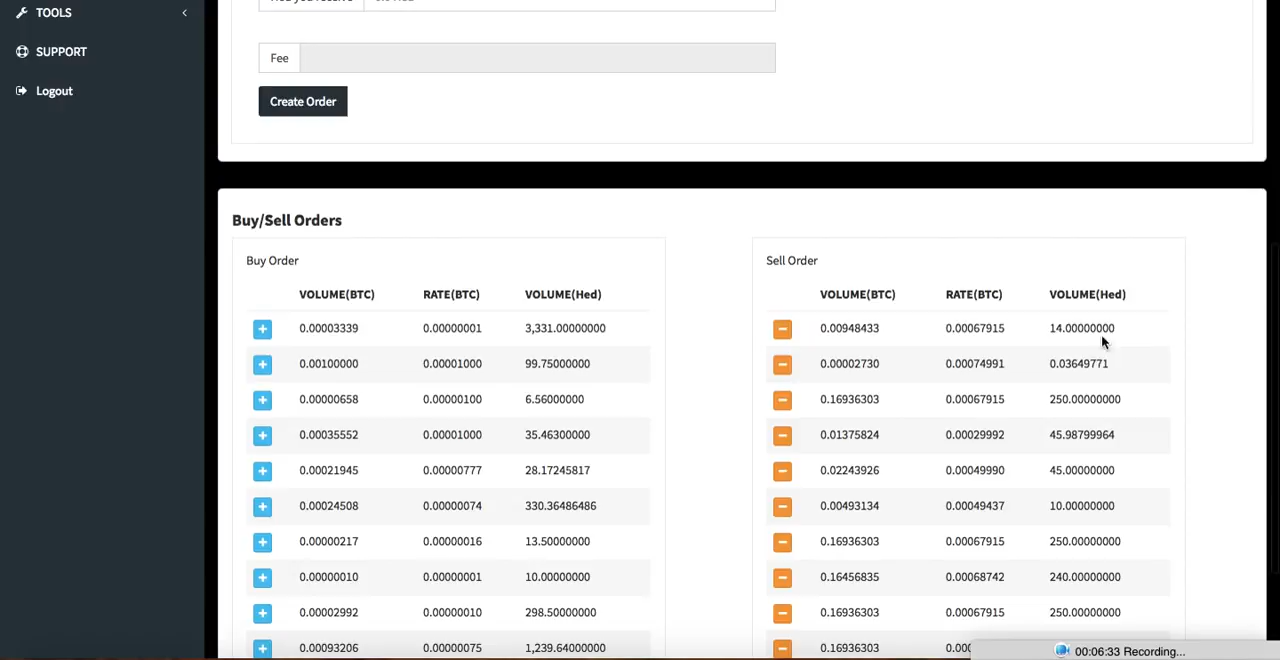 TOOLS
SUPPORT
Logout
Fee
Create Order
Buy/Sell Orders
Buy Order
VOLUME(BTC) RATE(BTC) VOLUME(Hed)
0.00003339 0.00000001 3,331.00000000
0.00100000 0.00001000 99.75000000
0.00000658 0.00000100 6.56000000
0.00035552 0.00001000 35.46300000
0.00021945 0.00000777 28.17245817
0.00024508 0.00000074 330.36486486
0.00000217 0.00000016 13.50000000
0.00000010 0.00000001 10.00000000
0.00002992 0.00000010 298.50000000
0.00093206 0.00000075 1,239.64000000
Sell Order
VOLUME(BTC) RATE(BTC) VOLUME(Hed)
0.00948433 0.00067915 14.00000000
0.00002730 0.00074991 0.03649771
0.16936303 0.00067915 250.00000000
0.01375824 0.00029992 45.98799964
0.02243926 0.00049990 45.00000000
0.00493134 0.00049437 10.00000000
0.16936303 0.00067915 250.00000000
0.16456835 0.00068742 240.00000000
0.16936303 0.00067915 250.00000000
0.16936303
00:06:33 Recording...